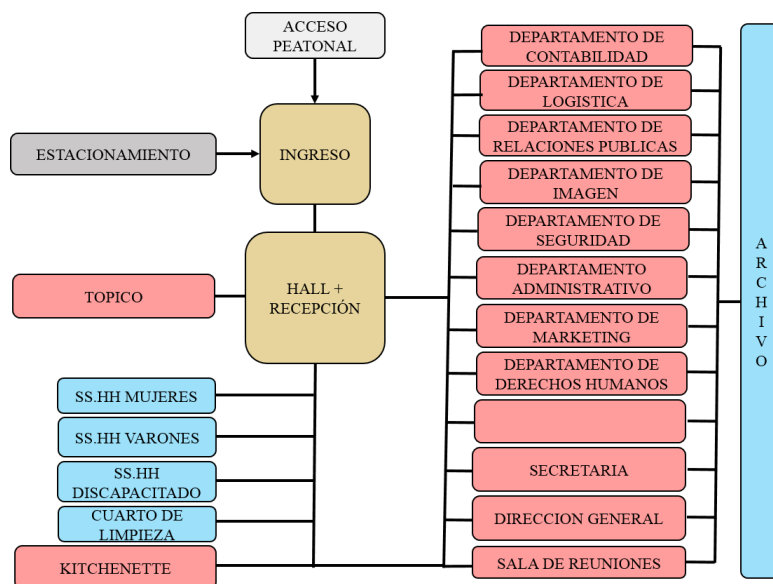 ACCESO
PEATONAL
ESTACIONAMIENTO
INGRESO
HALL +
RECEPCIÓN
TOPICO
SS.HH MUJERES
SS.HH VARONES
SS.HH
DISCAPACITADO
CUARTO DE
LIMPIEZA
KITCHENETTE
DEPARTAMENTO DE
CONTABILIDAD
DEPARTAMENTO DE
LOGISTICA
DEPARTAMENTO DE
RELACIONES PUBLICAS
DEPARTAMENTO DE
IMAGEN
DEPARTAMENTO DE
SEGURIDAD
DEPARTAMENTO
ADMINISTRATIVO
DEPARTAMENTO DE
MARKETING
DEPARTAMENTO DE
DERECHOS HUMANOS
SECRETARIA
DIRECCION GENERAL
SALA DE REUNIONES
A
R
C
H
I
V
O